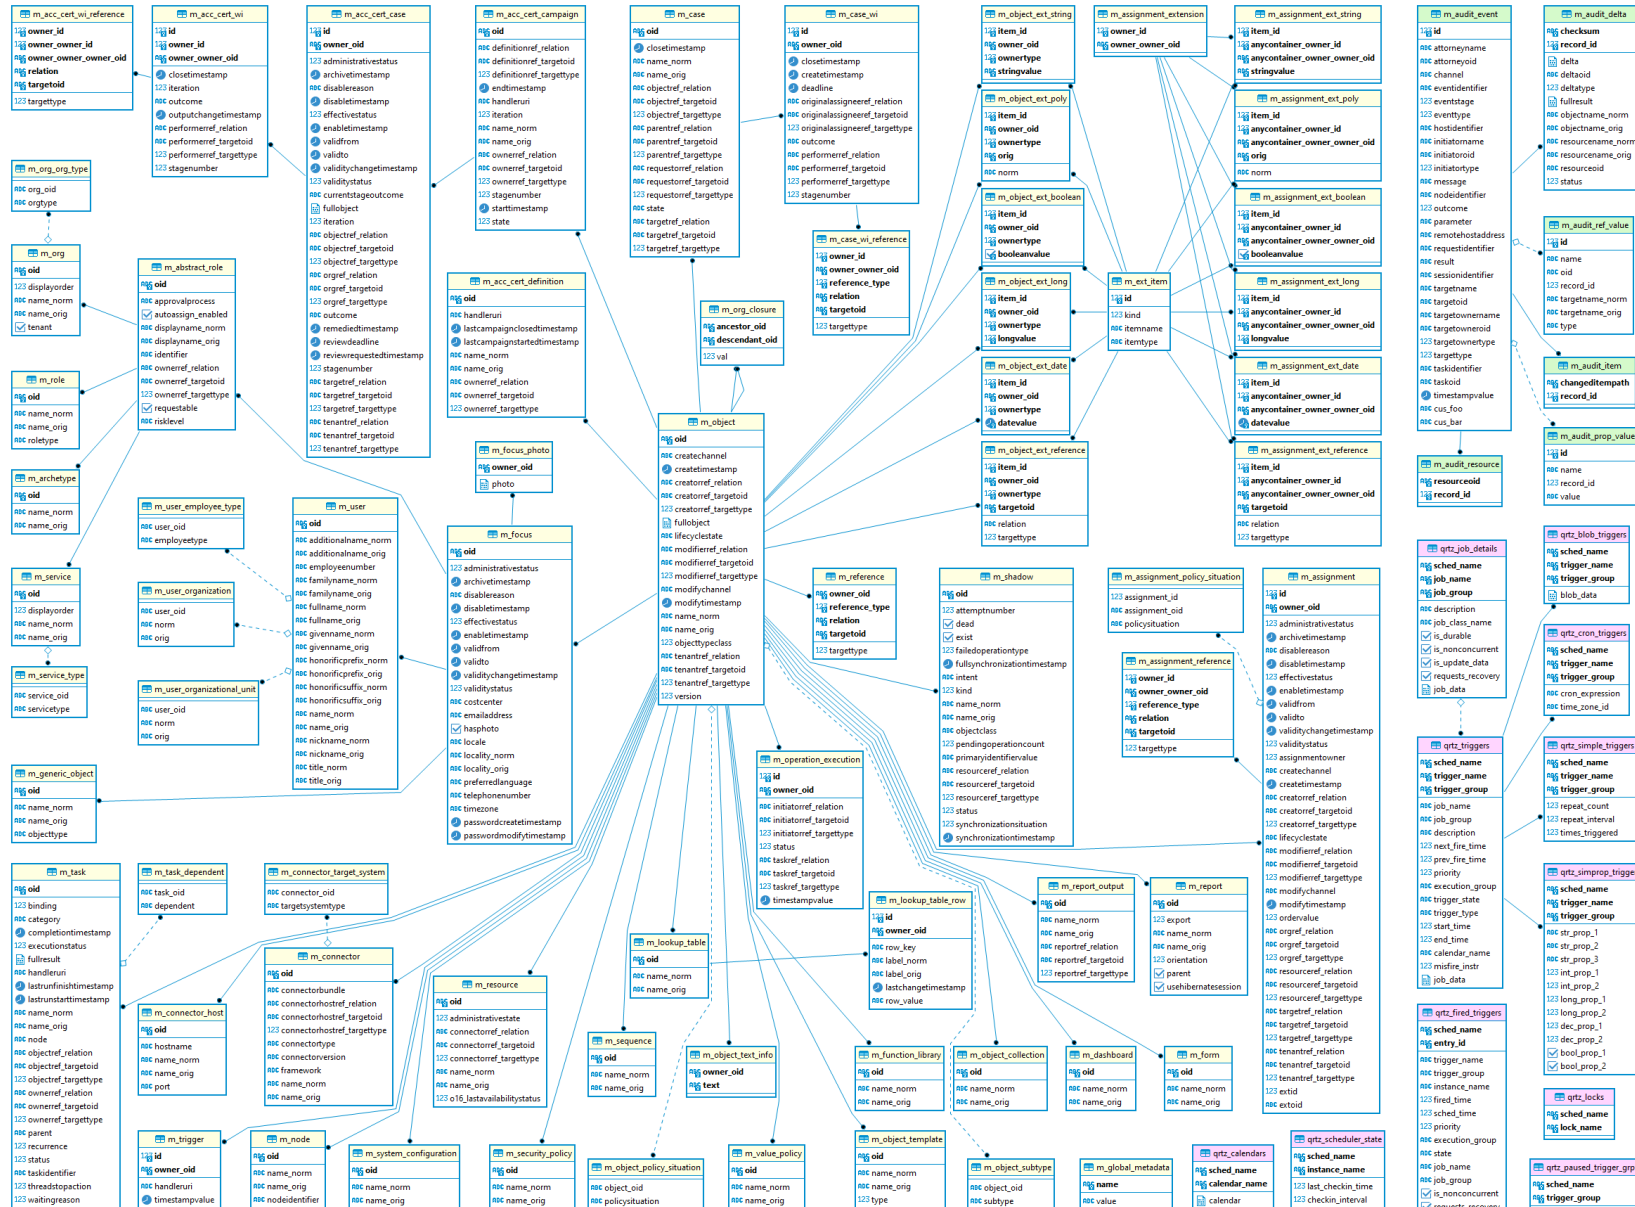 m_acc_cert_wi_reference
owner_id
owner_owner_id
owner_owner_owner_oid
relation
targetoid
targettype
m_acc_cert_wi
id
owner_id
owner_owner_oid
closetimestamp
iteration
outcome
outputchangetimestamp
performerref_relation
performerref_targetoid
performerref_targettype
stagenumber
m_acc_cert_case
id
owner_oid
administrativestatus
archivetimestamp
disablereason
disabletimestamp
effectivestatus
enabletimestamp
validfrom
validto
validitychangetimestamp
validitystatus
currentstageoutcome
fullobject
iteration
objectref_relation
objectref_targetoid
objectref_targettype
orgref_relation
orgref_targetoid
orgref_targettype
outcome
remediedtimestamp
reviewdeadline
reviewrequestedtimestamp
stagenumber
targetref_relation
targetref_targetoid
targetref_targettype
tenantref_relation
tenantref_targetoid
tenantref_targettype
m_acc_cert_campaign
oid
definitionref_relation
definitionref_targetoid
definitionref_targettype
endtimestamp
handleruri
iteration
name_norm
name_orig
ownerref_relation
ownerref_targetoid
ownerref_targettype
stagenumber
starttimestamp
state
m_case
oid
closetimestamp
name_norm
name_orig
objectref_relation
objectref_targetoid
objectref_targettype
parentref_relation
parentref_targetoid
parentref_targettype
requestorref_relation
requestorref_targetoid
requestorref_targettype
state
targetref_relation
targetref_targetoid
targetref_targettype
m_case_wi
id
owner_oid
closetimestamp
createtimestamp
deadline
originalassigneeref_relation
originalassigneeref_targetoid
originalassigneeref_targettype
outcome
performerref_relation
performerref_targetoid
performerref_targettype
stagenumber
m_case_wi_reference
owner_id
owner_owner_oid
reference_type
relation
targetoid
targettype
m_object_ext_string
item_id
owner_oid
ownertype
stringvalue
m_object_ext_poly
item_id
owner_oid
ownertype
orig
norm
m_object_ext_boolean
item_id
owner_oid
ownertype
booleanvalue
m_object_ext_long
item_id
owner_oid
ownertype
longvalue
m_object_ext_date
item_id
owner_oid
ownertype
datevalue
m_object_ext_reference
item_id
owner_oid
ownertype
targetoid
relation
targettype
m_assignment_extension
owner_id
owner_owner_oid
m_ext_item
id
kind
itemname
itemtype
m_assignment_ext_string
item_id
anycontainer_owner_id
anycontainer_owner_owner_oid
stringvalue
m_assignment_ext_poly
item_id
anycontainer_owner_id
anycontainer_owner_owner_oid
orig
norm
m_assignment_ext_boolean
item_id
anycontainer_owner_id
anycontainer_owner_owner_oid
booleanvalue
m_assignment_ext_long
item_id
anycontainer_owner_id
anycontainer_owner_owner_oid
longvalue
m_assignment_ext_date
item_id
anycontainer_owner_id
anycontainer_owner_owner_oid
datevalue
m_assignment_ext_reference
item_id
anycontainer_owner_id
anycontainer_owner_owner_oid
targetoid
relation
targettype
m_audit_event
id
attorneyname
attorneyoid
channel
eventidentifier
eventstage
eventtype
hostidentifier
initiatorname
initiatoroid
initiatortype
message
nodeidentifier
outcome
parameter
remotehostaddress
requestidentifier
result
sessionidentifier
targetname
targetoid
targetownername
targetowneroid
targetownertype
targettype
taskidentifier
taskoid
timestampvalue
cus_foo
cus_bar
m_audit_resource
resourceoid
record_id
m_audit_delta
checksum
record_id
delta
deltaoid
deltatype
fullresult
objectname_norm
objectname_orig
resourcename_norm
resourcename_orig
resourceoid
status
m_audit_ref_value
id
name
oid
record_id
targetname_norm
targetname_orig
type
m_audit_item
changeditempath
record_id
m_audit_prop_value
id
name
record_id
value
m_org_org_type
org_oid
orgtype
m_org
oid
displayorder
name_norm
name_orig
tenant
m_role
oid
name_norm
name_orig
roletype
m_archetype
oid
name_norm
name_orig
m_service
oid
displayorder
name_norm
name_orig
m_service_type
service_oid
servicetype
m_generic_object
oid
name_norm
name_orig
objecttype
m_abstract_role
oid
approvalprocess
autoassign_enabled
displayname_norm
displayname_orig
identifier
ownerref_relation
ownerref_targetoid
ownerref_targettype
requestable
risklevel
m_user_employee_type
user_oid
employeetype
m_user_organization
user_oid
norm
orig
m_user_organizational_unit
user_oid
norm
orig
m_user
oid
additionalname_norm
additionalname_orig
employeenumber
familyname_norm
familyname_orig
fullname_norm
fullname_orig
givenname_norm
givenname_orig
honorificprefix_norm
honorificprefix_orig
honorificsuffix_norm
honorificsuffix_orig
name_norm
name_orig
nickname_norm
nickname_orig
title_norm
title_orig
m_acc_cert_definition
oid
handleruri
lastcampaignclosedtimestamp
lastcampaignstartedtimestamp
name_norm
name_orig
ownerref_relation
ownerref_targetoid
ownerref_targettype
m_focus_photo
owner_oid
photo
m_focus
oid
administrativestatus
archivetimestamp
disablereason
disabletimestamp
effectivestatus
enabletimestamp
validfrom
validto
validitychangetimestamp
validitystatus
costcenter
emailaddress
hasphoto
locale
locality_norm
locality_orig
preferredlanguage
telephonenumber
timezone
passwordcreatetimestamp
passwordmodifytimestamp
m_org_closure
ancestor_oid
descendant_oid
val
m_object
oid
createchannel
createtimestamp
creatorref_relation
creatorref_targetoid
creatorref_targettype
fullobject
lifecyclestate
modifierref_relation
modifierref_targetoid
modifierref_targettype
modifychannel
modifytimestamp
name_norm
name_orig
objecttypeclass
tenantref_relation
tenantref_targetoid
tenantref_targettype
version
m_reference
owner_oid
reference_type
relation
targetoid
targettype
m_shadow
oid
attemptnumber
dead
exist
failedoperationtype
fullsynchronizationtimestamp
intent
kind
name_norm
name_orig
objectclass
pendingoperationcount
primaryidentifiervalue
resourceref_relation
resourceref_targetoid
resourceref_targettype
status
synchronizationsituation
synchronizationtimestamp
m_assignment_policy_situation
assignment_id
assignment_oid
policysituation
m_assignment_reference
owner_id
owner_owner_oid
reference_type
relation
targetoid
targettype
m_assignment
id
owner_oid
administrativestatus
archivetimestamp
disablereason
disabletimestamp
effectivestatus
enabletimestamp
validfrom
validto
validitychangetimestamp
validitystatus
assignmentowner
createchannel
createtimestamp
creatorref_relation
creatorref_targetoid
creatorref_targettype
lifecyclestate
modifierref_relation
modifierref_targetoid
modifierref_targettype
modifychannel
modifytimestamp
ordervalue
orgref_relation
orgref_targetoid
orgref_targettype
resourceref_relation
resourceref_targetoid
resourceref_targettype
targetref_relation
targetref_targetoid
targetref_targettype
tenantref_relation
tenantref_targetoid
tenantref_targettype
extid
extoid
m_operation_execution
id
owner_oid
initiatorref_relation
initiatorref_targetoid
initiatorref_targettype
status
taskref_relation
taskref_targetoid
taskref_targettype
timestampvalue
m_lookup_table
oid
name_norm
name_orig
m_lookup_table_row
id
owner_oid
row_key
label_norm
label_orig
lastchangetimestamp
row_value
m_report_output
oid
name_norm
name_orig
reportref_relation
reportref_targetoid
reportref_targettype
m_report
oid
export
name_norm
name_orig
orientation
parent
usehibernatesession
m_task
oid
binding
category
completiontimestamp
executionstatus
fullresult
handleruri
lastrunfinishtimestamp
lastrunstarttimestamp
name_norm
name_orig
node
objectref_relation
objectref_targetoid
objectref_targettype
ownerref_relation
ownerref_targetoid
ownerref_targettype
parent
recurrence
status
taskidentifier
threadstopaction
waitingreason
m_task_dependent
task_oid
dependent
m_connector_target_system
connector_oid
targetsystemtype
m_connector
oid
connectorbundle
connectorhostref_relation
connectorhostref_targetoid
connectorhostref_targettype
connectortype
connectorversion
framework
name_norm
name_orig
m_connector_host
oid
hostname
name_norm
name_orig
port
m_resource
oid
administrativestate
connectorref_relation
connectorref_targetoid
connectorref_targettype
name_norm
name_orig
o16_lastavailabilitystatus
m_sequence
oid
name_norm
name_orig
m_object_text_info
owner_oid
text
m_function_library
oid
name_norm
name_orig
m_object_collection
oid
name_norm
name_orig
m_dashboard
oid
name_norm
name_orig
m_form
oid
name_norm
name_orig
m_trigger
id
owner_oid
handleruri
timestampvalue
m_node
oid
name_norm
name_orig
nodeidentifier
m_system_configuration
oid
name_norm
name_orig
m_security_policy
oid
name_norm
name_orig
m_object_policy_situation
object_oid
policysituation
m_value_policy
oid
name_norm
name_orig
m_object_template
oid
name_norm
name_orig
type
m_object_subtype
object_oid
subtype
m_global_metadata
name
value
qrtz_calendars
sched_name
calendar_name
calendar
qrtz_scheduler_state
sched_name
instance_name
last_checkin_time
checkin_interval
qrtz_job_details
sched_name
job_name
job_group
description
job_class_name
is_durable
is_nonconcurrent
is_update_data
requests_recovery
job_data
qrtz_triggers
sched_name
trigger_name
trigger_group
job_name
job_group
description
next_fire_time
prev_fire_time
priority
execution_group
trigger_state
trigger_type
start_time
end_time
calendar_name
misfire_instr
job_data
qrtz_fired_triggers
sched_name
entry_id
trigger_name
trigger_group
instance_name
fired_time
sched_time
priority
execution_group
state
job_name
job_group
is_nonconcurrent
requests_recovery
qrtz_blob_triggers
sched_name
trigger_name
trigger_group
blob_data
qrtz_cron_triggers
sched_name
trigger_name
trigger_group
cron_expression
time_zone_id
qrtz_simple_triggers
sched_name
trigger_name
trigger_group
repeat_count
repeat_interval
times_triggered
qrtz_simprop_trigge
sched_name
trigger_name
trigger_group
str_prop_1
str_prop_2
str_prop_3
int_prop_1
int_prop_2
long_prop_1
long_prop_2
dec_prop_1
dec_prop_2
bool_prop_1
bool_prop_2
qrtz_locks
sched_name
lock_name
qrtz_paused_trigger_grp
sched_name
trigger_group